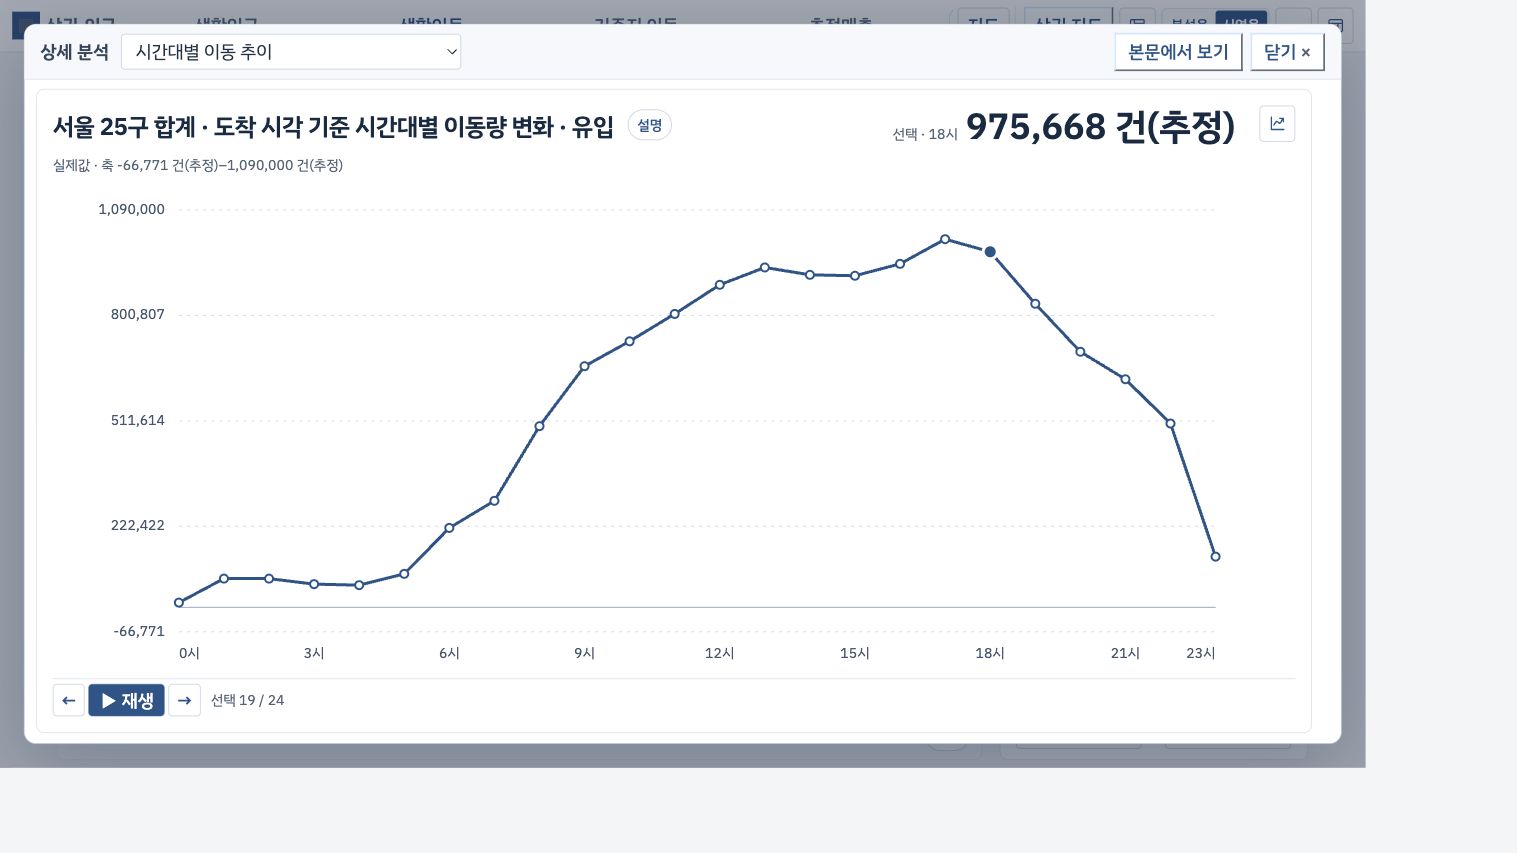 상세 분석
시간대별 이동 추이
본문에서 보기
닫기 ×
서울 25구 합계 · 도착 시각 기준 시간대별 이동량 변화 · 유입
설명
선택 · 18시
975,668 건(추정)
실제값 · 축 -66,771 건(추정)–1,090,000 건(추정)
1,090,000
800,807
511,614
222,422
-66,771
0시
3시
6시
9시
12시
15시
18시
21시
23시
←
▶ 재생
→
선택 19 / 24